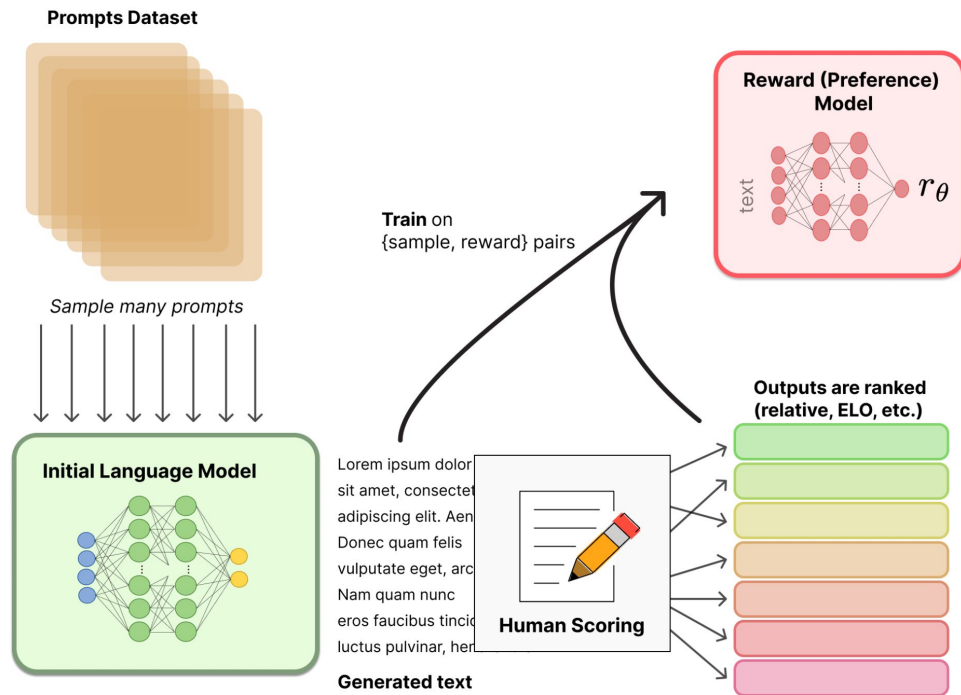 Prompts Dataset
Sample many prompts
Initial Language Model
Train on
{sample, reward} pairs
Reward (Preference)
Model
text
r_θ
Lorem ipsum dolor
sit amet, consectet
adipiscing elit. Aen
Donec quam felis
vulputate eget, arc
Nam quam nunc
eros faucibus tincid
luctus pulvinar, her
Generated text
Human Scoring
Outputs are ranked
(relative, ELO, etc.)